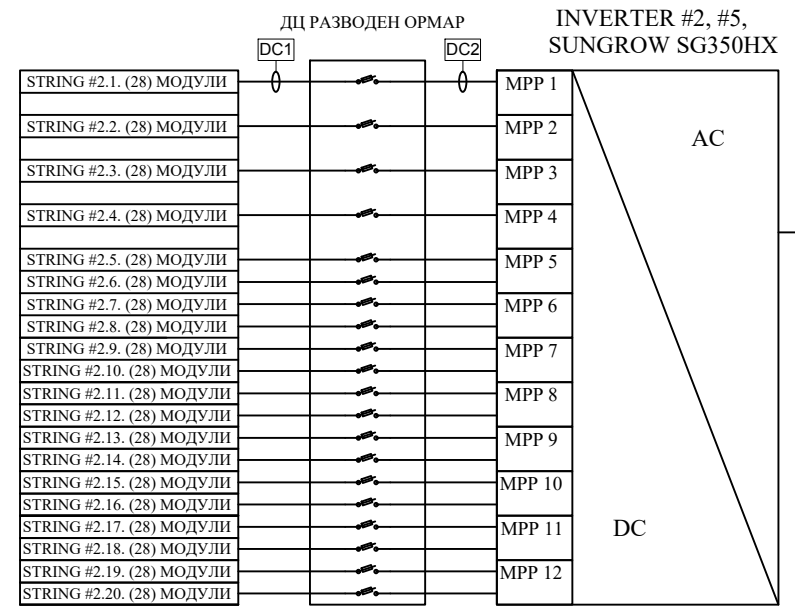 ДЦ РАЗВОДЕН ОРМАР
INVERTER #2, #5,
SUNGROW SG350HX
DC1
DC2
STRING #2.1. (28) МОДУЛИ
MPP 1
STRING #2.2. (28) МОДУЛИ
MPP 2
AC
STRING #2.3. (28) МОДУЛИ
MPP 3
STRING #2.4. (28) МОДУЛИ
MPP 4
STRING #2.5. (28) МОДУЛИ
MPP 5
STRING #2.6. (28) МОДУЛИ
STRING #2.7. (28) МОДУЛИ
MPP 6
STRING #2.8. (28) МОДУЛИ
STRING #2.9. (28) МОДУЛИ
MPP 7
STRING #2.10. (28) МОДУЛИ
STRING #2.11. (28) МОДУЛИ
MPP 8
STRING #2.12. (28) МОДУЛИ
STRING #2.13. (28) МОДУЛИ
MPP 9
STRING #2.14. (28) МОДУЛИ
STRING #2.15. (28) МОДУЛИ
MPP 10
STRING #2.16. (28) МОДУЛИ
STRING #2.17. (28) МОДУЛИ
MPP 11
DC
STRING #2.18. (28) МОДУЛИ
STRING #2.19. (28) МОДУЛИ
MPP 12
STRING #2.20. (28) МОДУЛИ